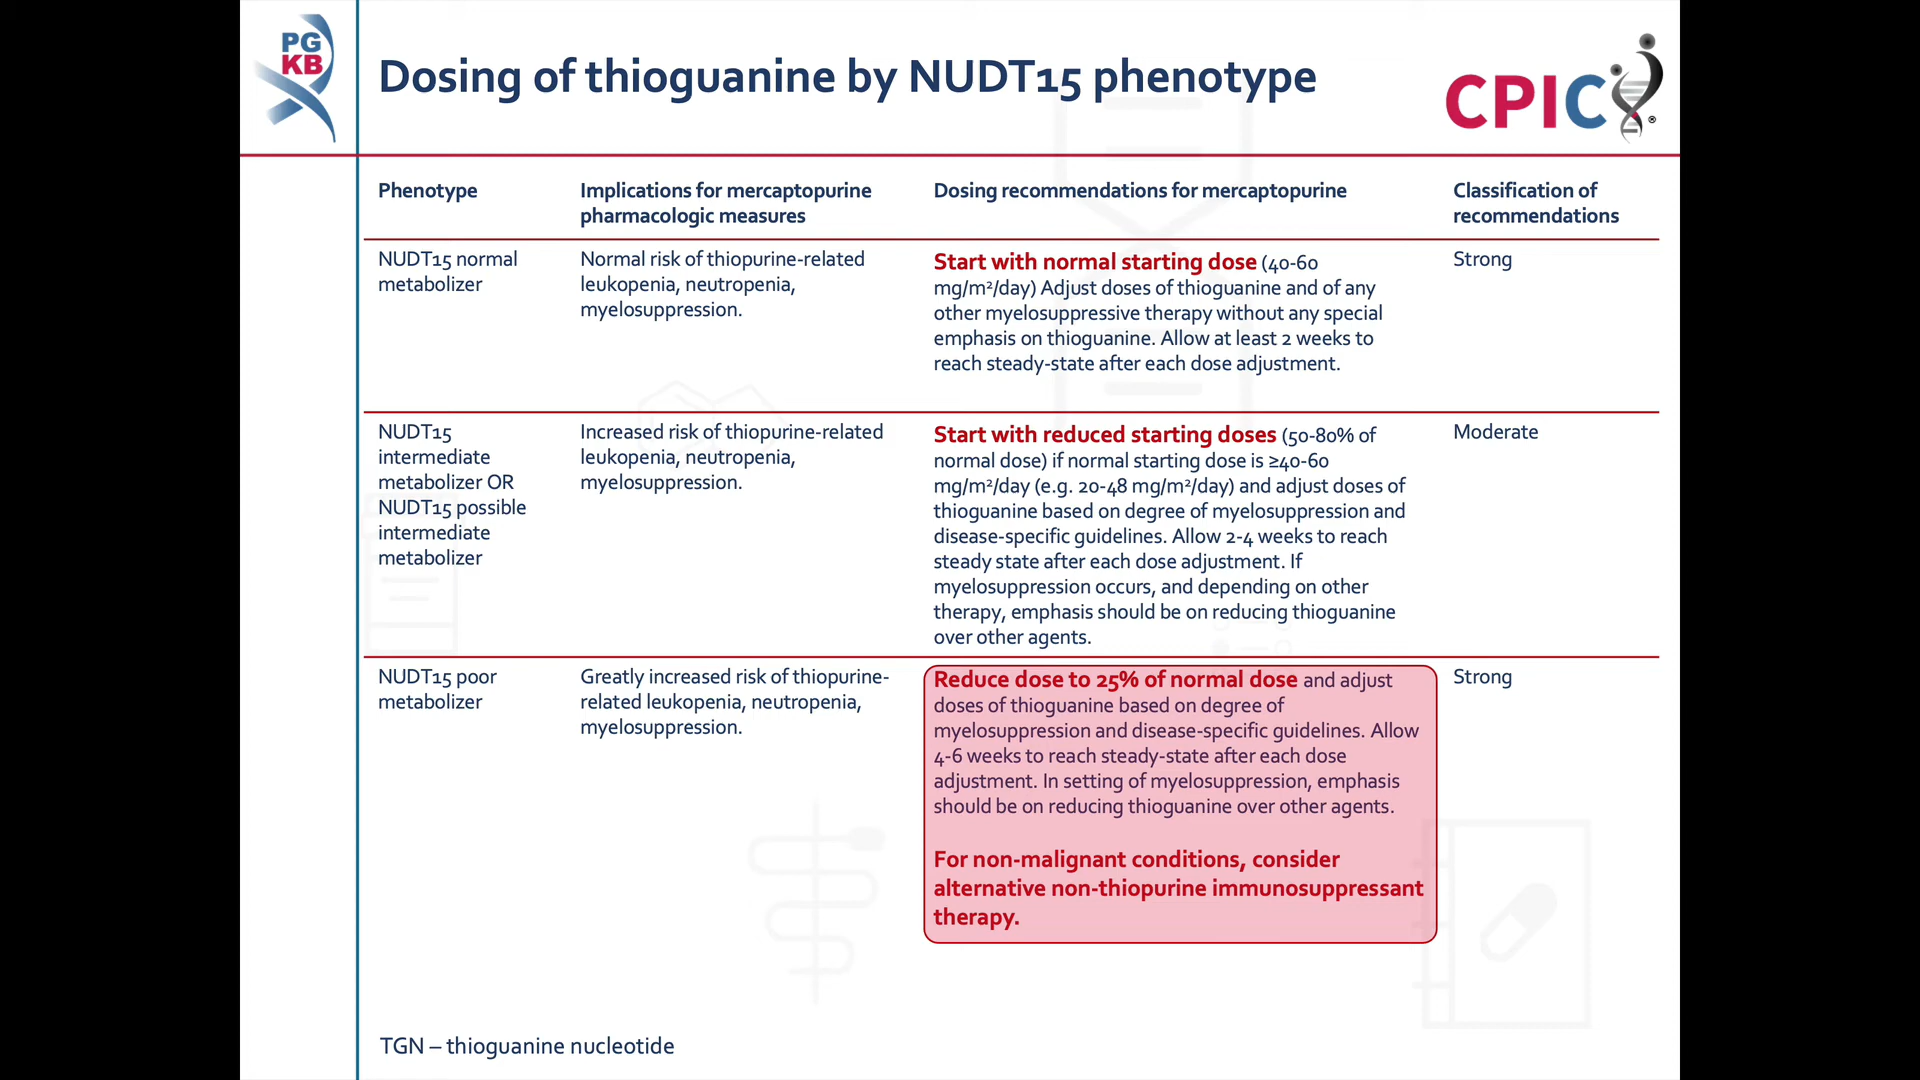 PG
KB
Dosing of thioguanine by NUDT15 phenotype
CPIC®
Phenotype
Implications for mercaptopurine
pharmacologic measures
Dosing recommendations for mercaptopurine
Classification of
recommendations
NUDT15 normal
metabolizer
Normal risk of thiopurine-related
leukopenia, neutropenia,
myelosuppression.
Start with normal starting dose (40-60
mg/m²/day) Adjust doses of thioguanine and of any
other myelosuppressive therapy without any special
emphasis on thioguanine. Allow at least 2 weeks to
reach steady-state after each dose adjustment.
Strong
NUDT15
intermediate
metabolizer OR
NUDT15 possible
intermediate
metabolizer
Increased risk of thiopurine-related
leukopenia, neutropenia,
myelosuppression.
Start with reduced starting doses (50-80% of
normal dose) if normal starting dose is ≥40-60
mg/m²/day (e.g. 20-48 mg/m²/day) and adjust doses of
thioguanine based on degree of myelosuppression and
disease-specific guidelines. Allow 2-4 weeks to reach
steady state after each dose adjustment. If
myelosuppression occurs, and depending on other
therapy, emphasis should be on reducing thioguanine
over other agents.
Moderate
NUDT15 poor
metabolizer
Greatly increased risk of thiopurine-
related leukopenia, neutropenia,
myelosuppression.
Reduce dose to 25% of normal dose and adjust
doses of thioguanine based on degree of
myelosuppression and disease-specific guidelines. Allow
4-6 weeks to reach steady-state after each dose
adjustment. In setting of myelosuppression, emphasis
should be on reducing thioguanine over other agents.
For non-malignant conditions, consider
alternative non-thiopurine immunosuppressant
therapy.
Strong
TGN – thioguanine nucleotide